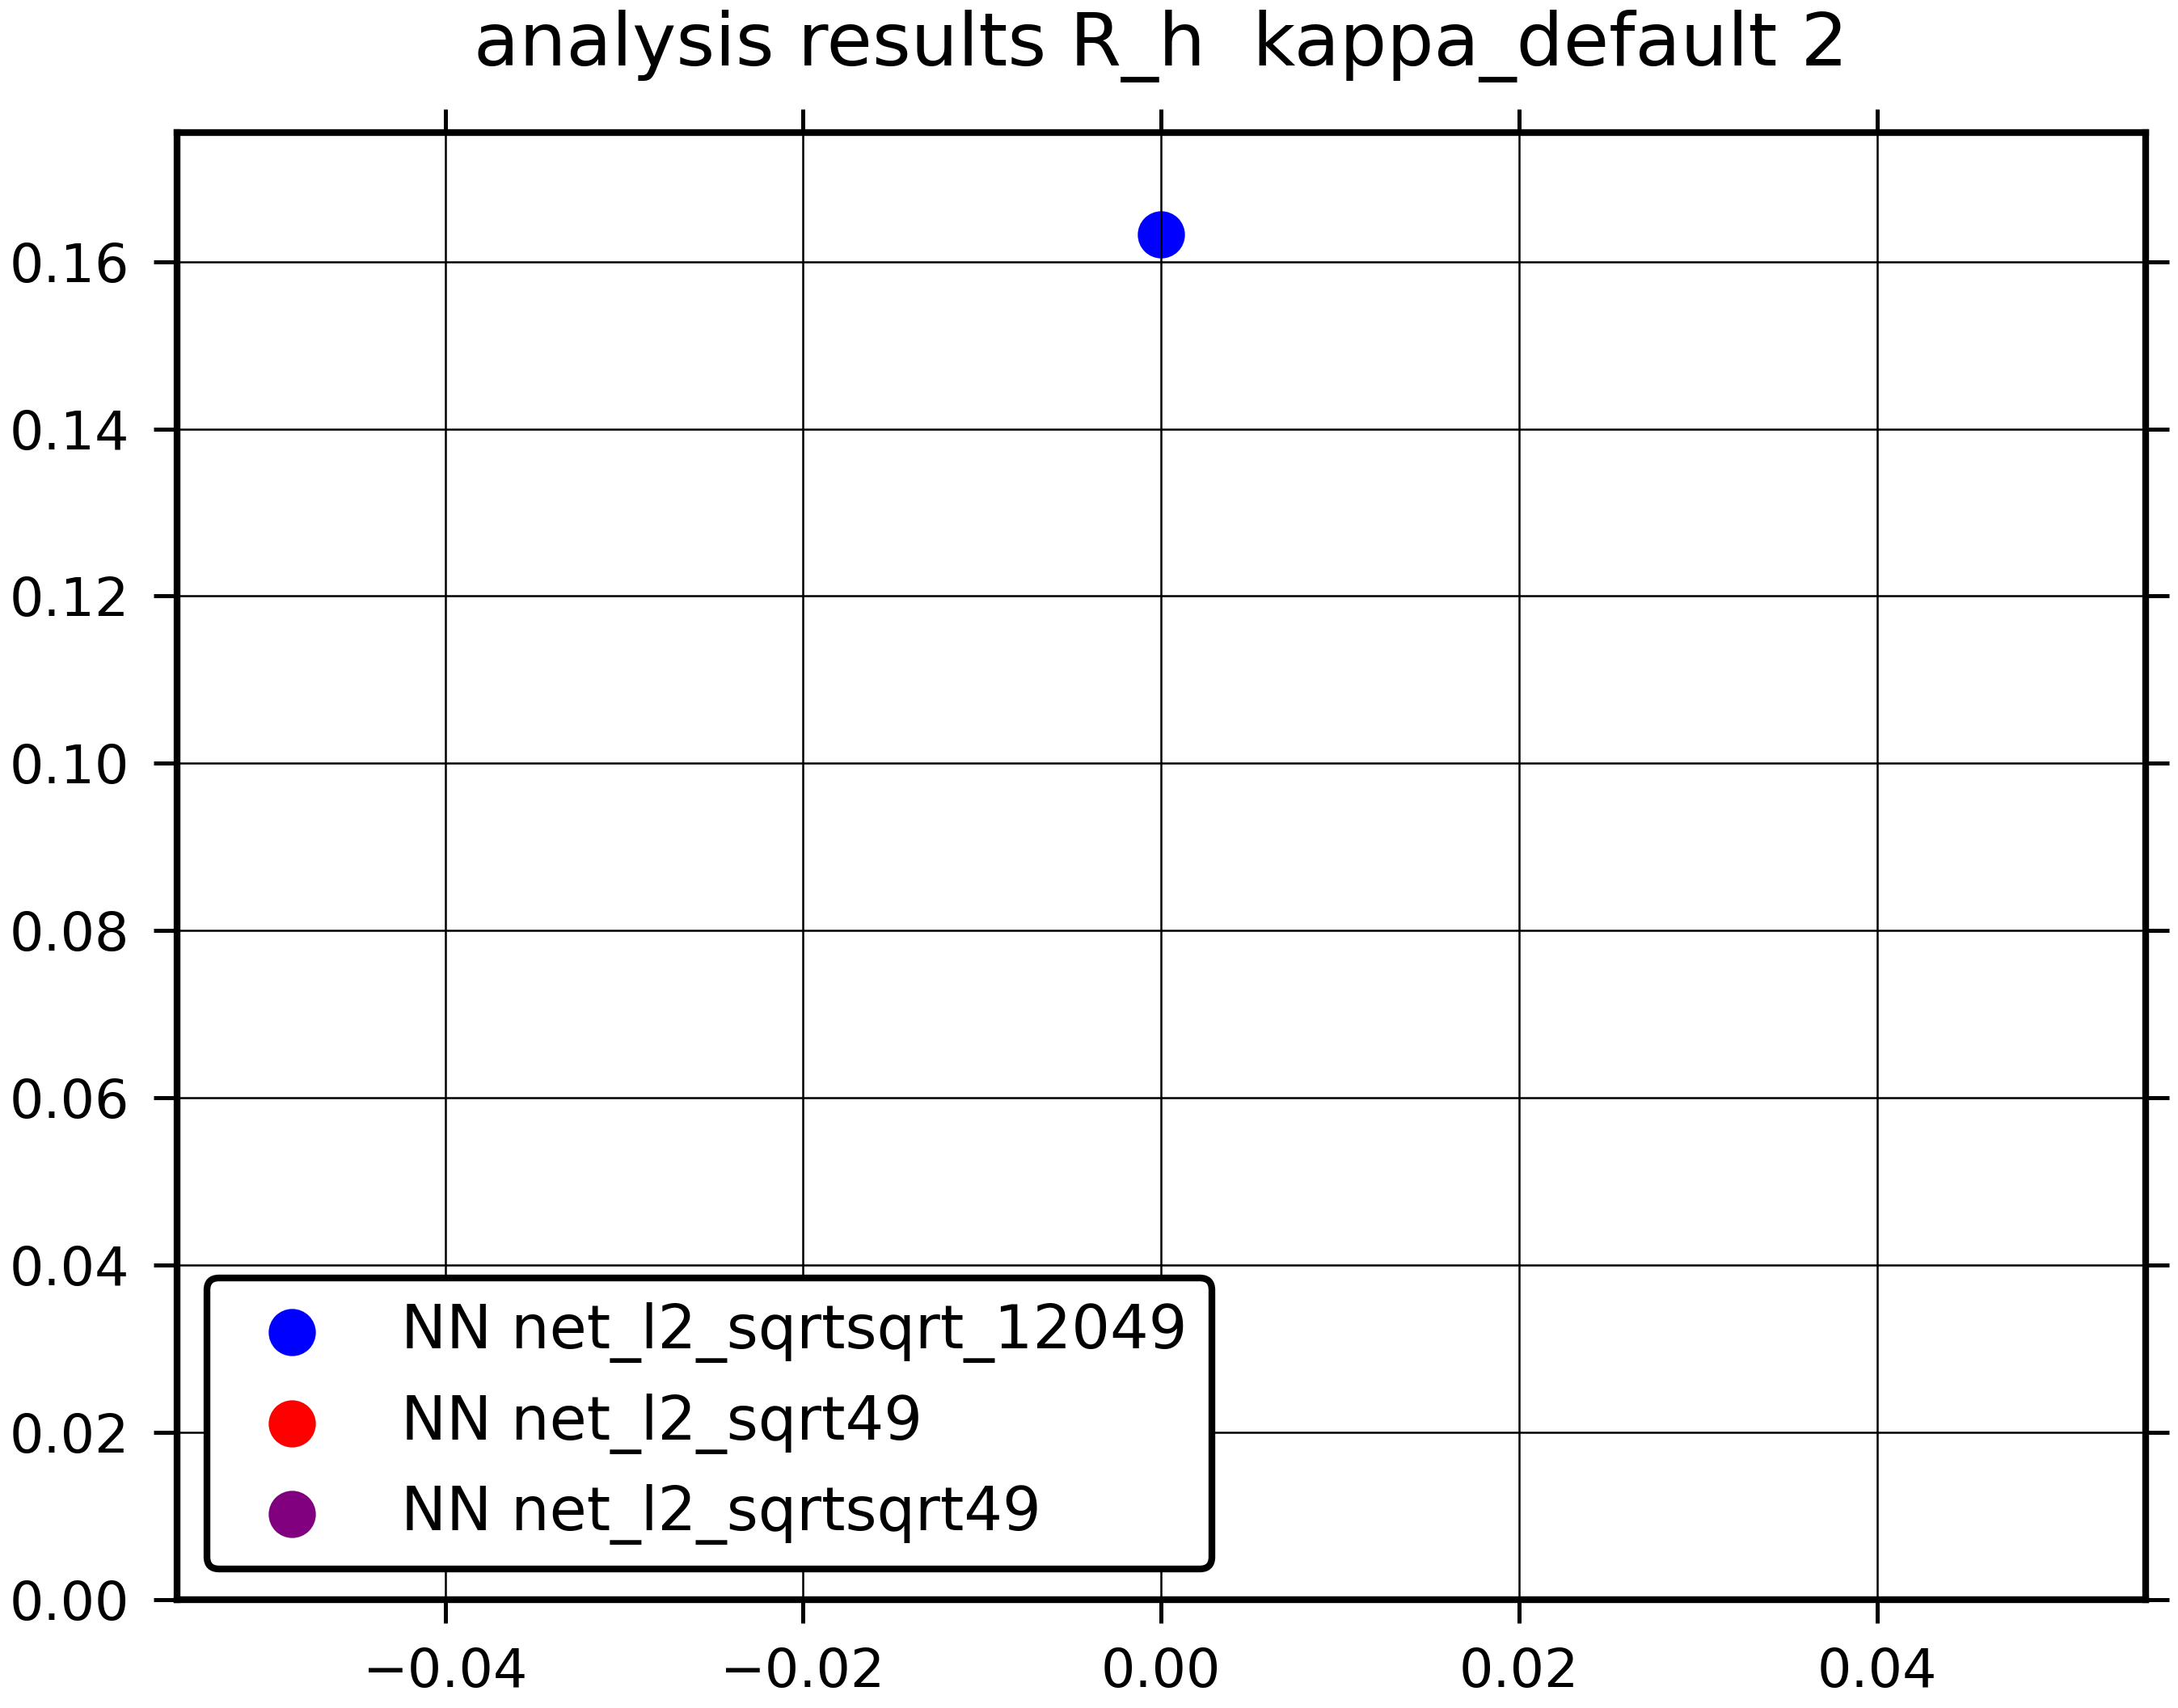 analysis results R_h  kappa_default 2
0.16
0.14
0.12
0.10
0.08
0.06
0.04
0.02
0.00
NN net_l2_sqrtsqrt_12049
NN net_l2_sqrt49
NN net_l2_sqrtsqrt49
−0.04 −0.02 0.00 0.02 0.04